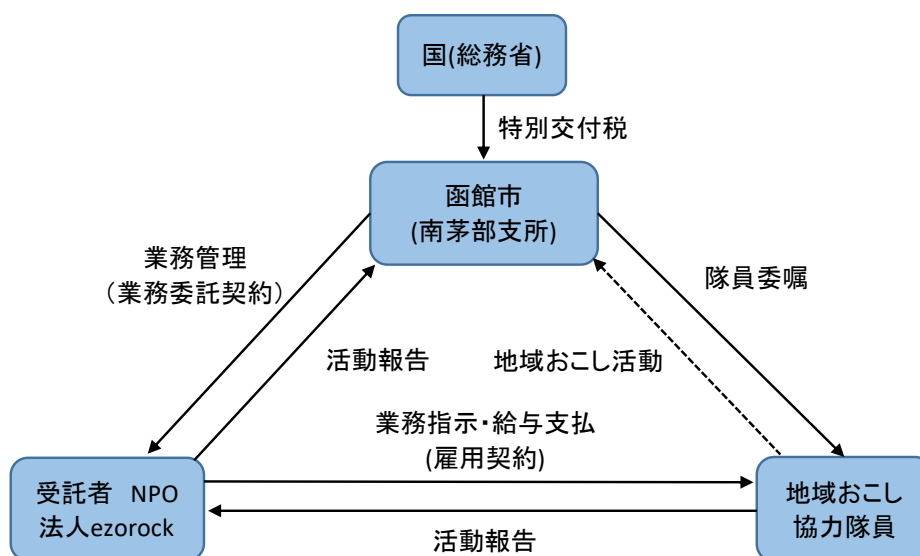 国(総務省)
特別交付税
函館市
(南茅部支所)
業務管理
（業務委託契約）
隊員委嘱
活動報告
地域おこし活動
業務指示・給与支払
(雇用契約)
受託者　NPO
法人ezorock
地域おこし
協力隊員
活動報告